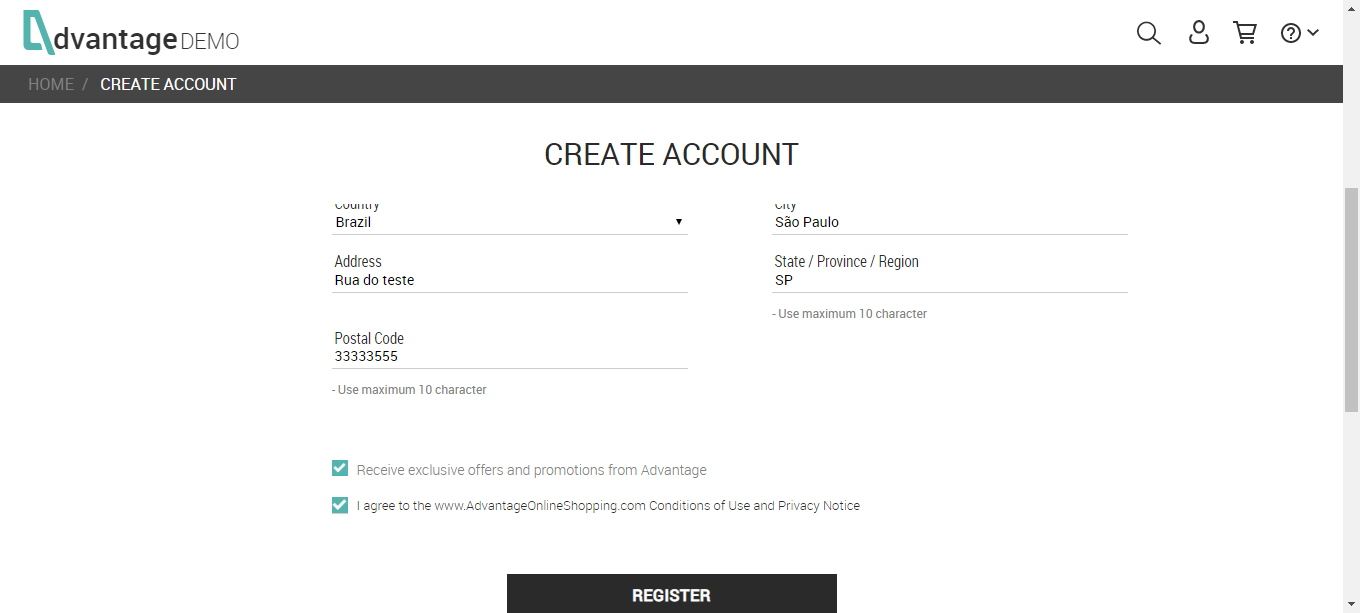 dvantage DEMO
HOME / CREATE ACCOUNT
CREATE ACCOUNT
Country
Brazil
City
São Paulo
Address
Rua do teste
State / Province / Region
SP
- Use maximum 10 character
Postal Code
33333555
- Use maximum 10 character
Receive exclusive offers and promotions from Advantage
I agree to the www.AdvantageOnlineShopping.com Conditions of Use and Privacy Notice
REGISTER